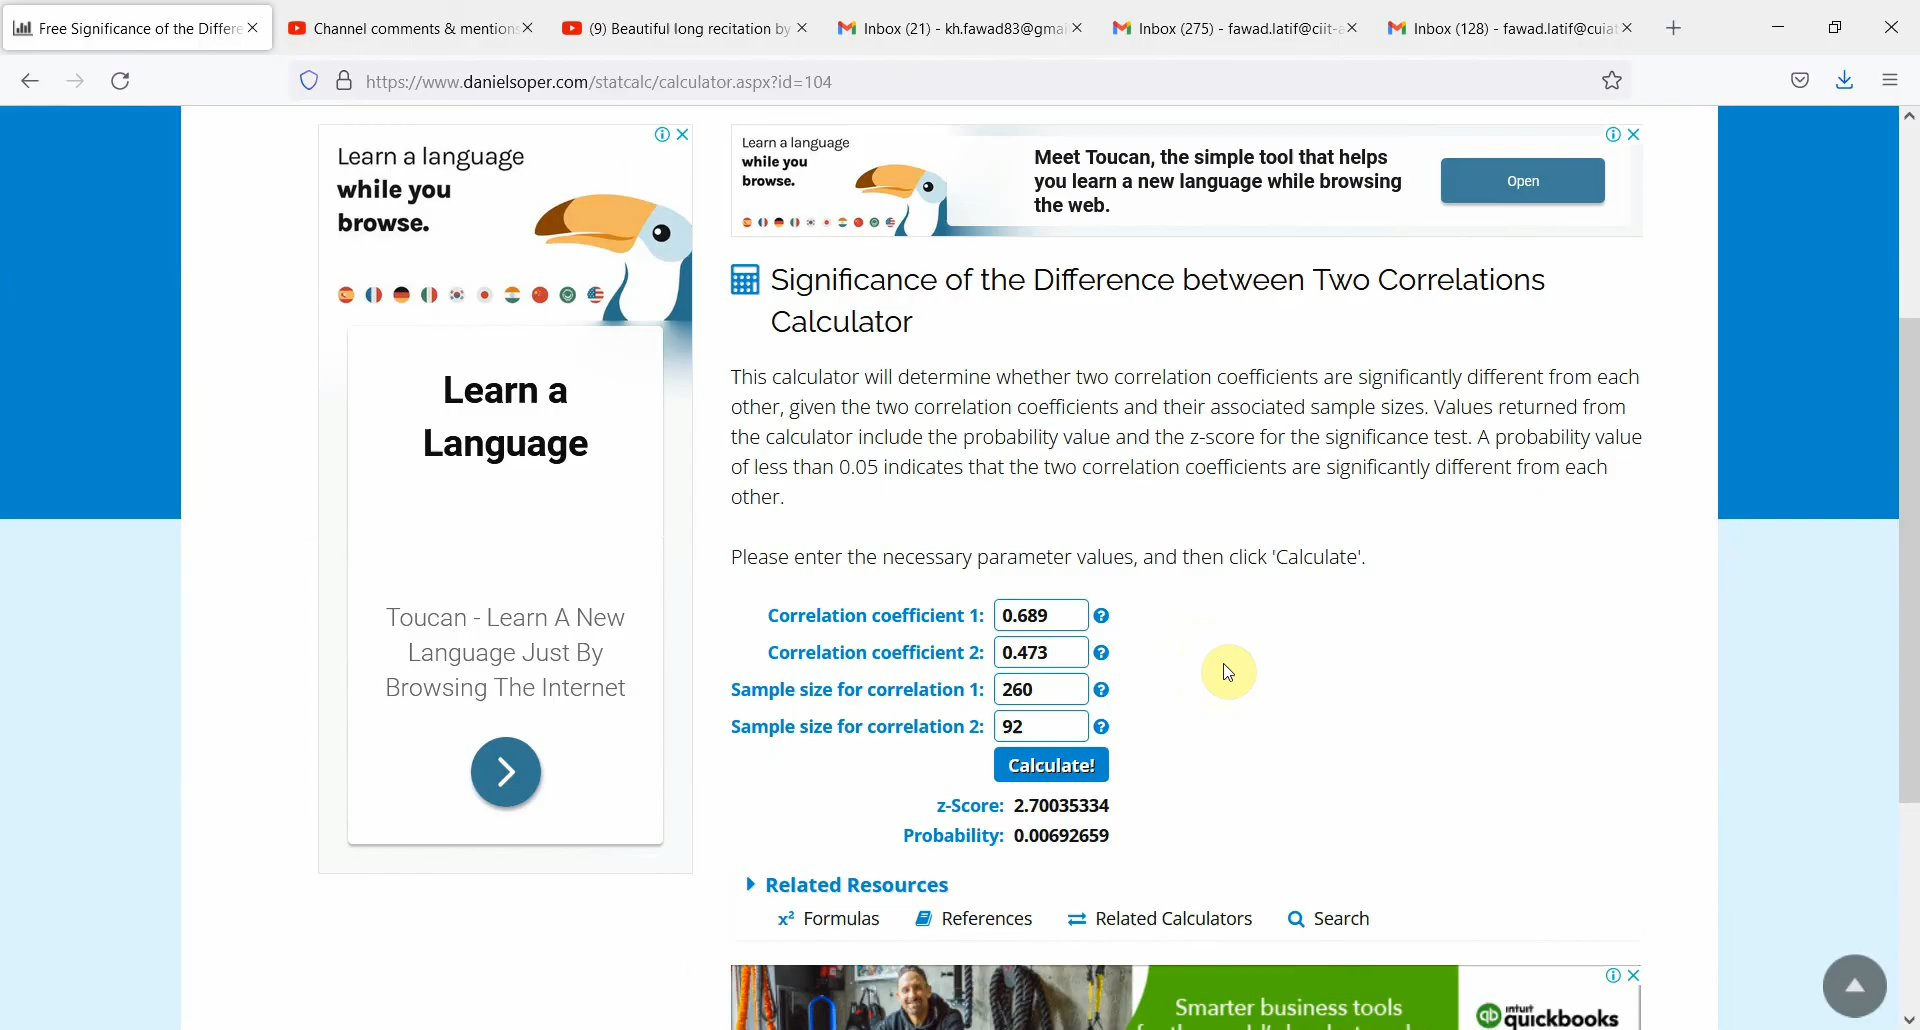 Free Significance of the Differe
Channel comments & mentions
(9) Beautiful long recitation by
Inbox (21) - kh.fawad83@gmai
Inbox (275) - fawad.latif@ciit-a
Inbox (128) - fawad.latif@cuiat
https://www.danielsoper.com/statcalc/calculator.aspx?id=104
Learn a language
while you
browse.
Learn a
Language
Toucan - Learn A New
Language Just By
Browsing The Internet
Learn a language
while you
browse.
Meet Toucan, the simple tool that helps
you learn a new language while browsing
the web.
Open
Significance of the Difference between Two Correlations
Calculator
This calculator will determine whether two correlation coefficients are significantly different from each
other, given the two correlation coefficients and their associated sample sizes. Values returned from
the calculator include the probability value and the z-score for the significance test. A probability value
of less than 0.05 indicates that the two correlation coefficients are significantly different from each
other.
Please enter the necessary parameter values, and then click 'Calculate'.
Correlation coefficient 1: 0.689
Correlation coefficient 2: 0.473
Sample size for correlation 1: 260
Sample size for correlation 2: 92
Calculate!
z-Score: 2.70035334
Probability: 0.00692659
Related Resources
x² Formulas References Related Calculators Search
Smarter business tools
intuit
qb quickbooks